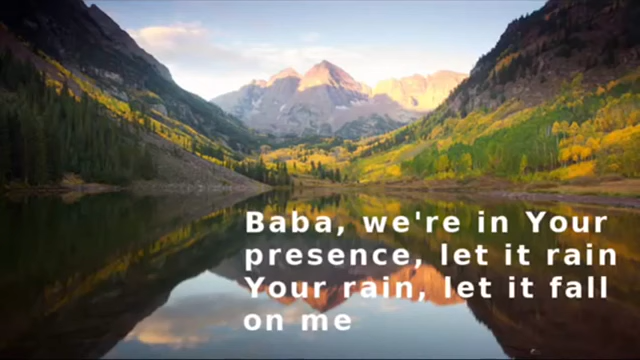 Baba, we're in Your
presence, let it rain
Your rain, let it fall
on me